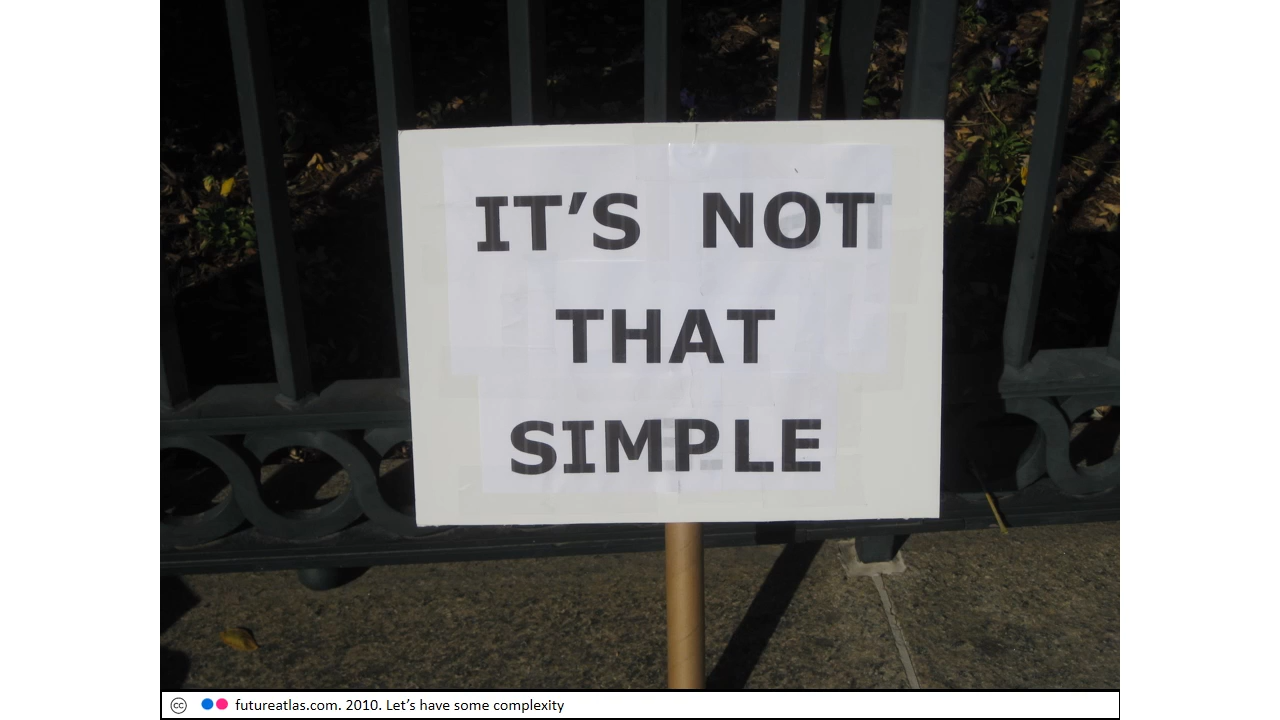 IT’S NOT
THAT
SIMPLE
futureatlas.com. 2010. Let’s have some complexity